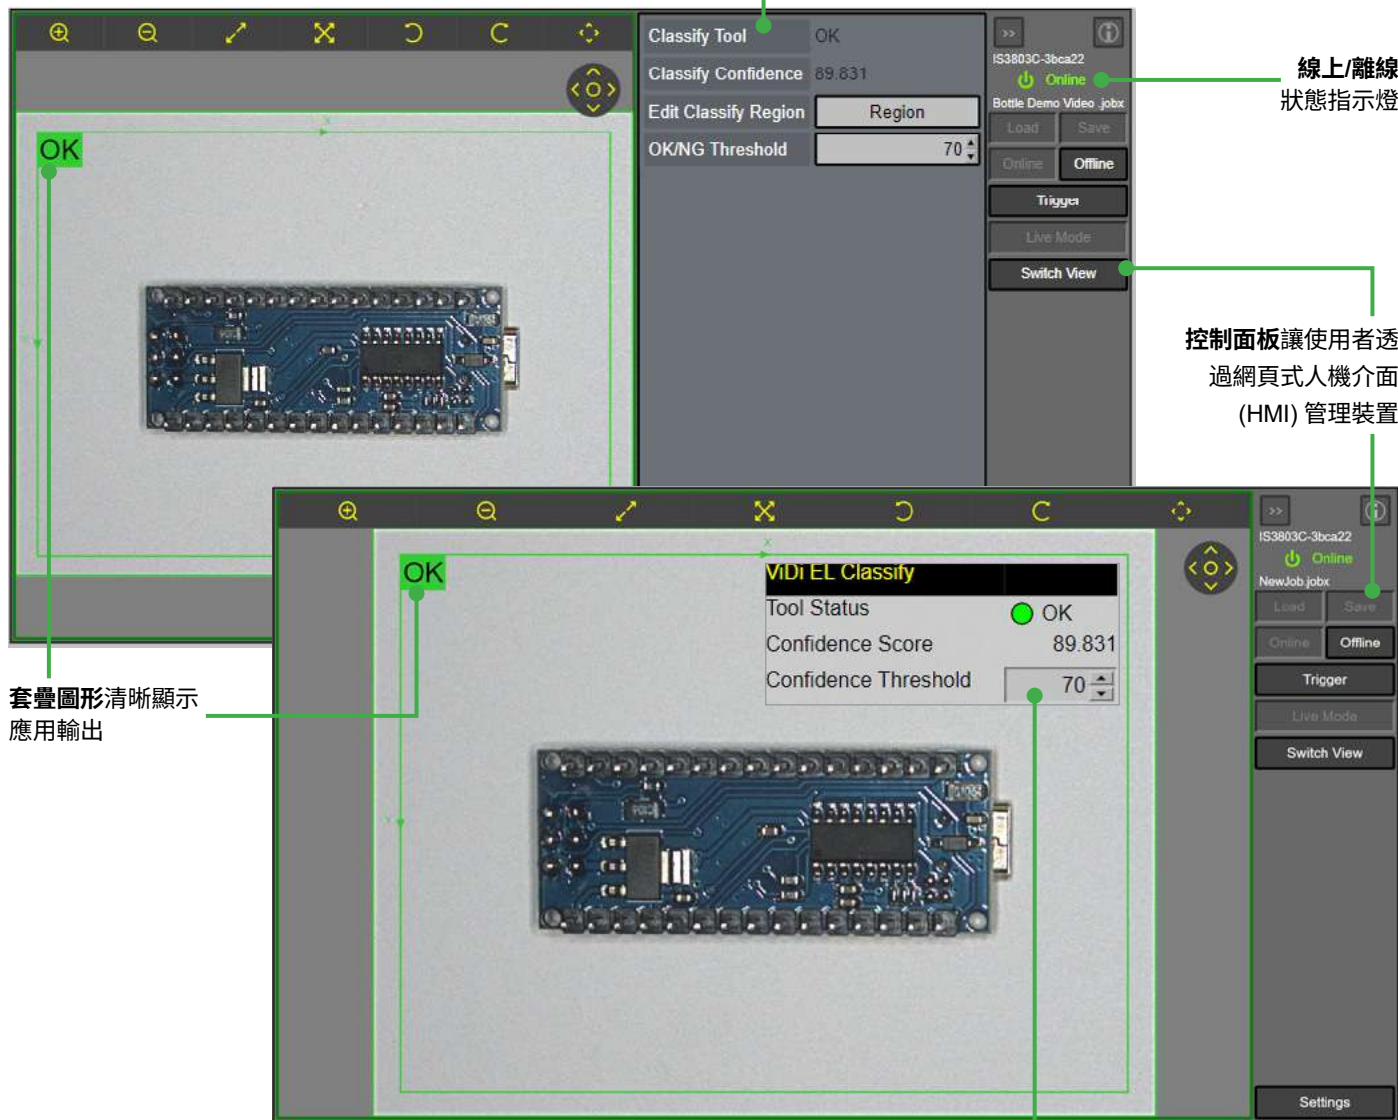 Classify Tool OK
Classify Confidence 89.831
Edit Classify Region Region
OK/NG Threshold 70
>>
IS3803C-3bca22
Online
Bottle Demo Video .jobx
Load Save
Online Offline
Trigger
Live Mode
Switch View
OK
線上/離線
狀態指示燈
控制面板讓使用者透
過網頁式人機介面
(HMI) 管理裝置
套疊圖形清晰顯示
應用輸出
X
OK
ViDi EL Classify
Tool Status OK
Confidence Score 89.831
Confidence Threshold 70
>>
IS3803C-3bca22
Online
NewJob.jobx
Load Save
Online Offline
Trigger
Live Mode
Switch View
Settings